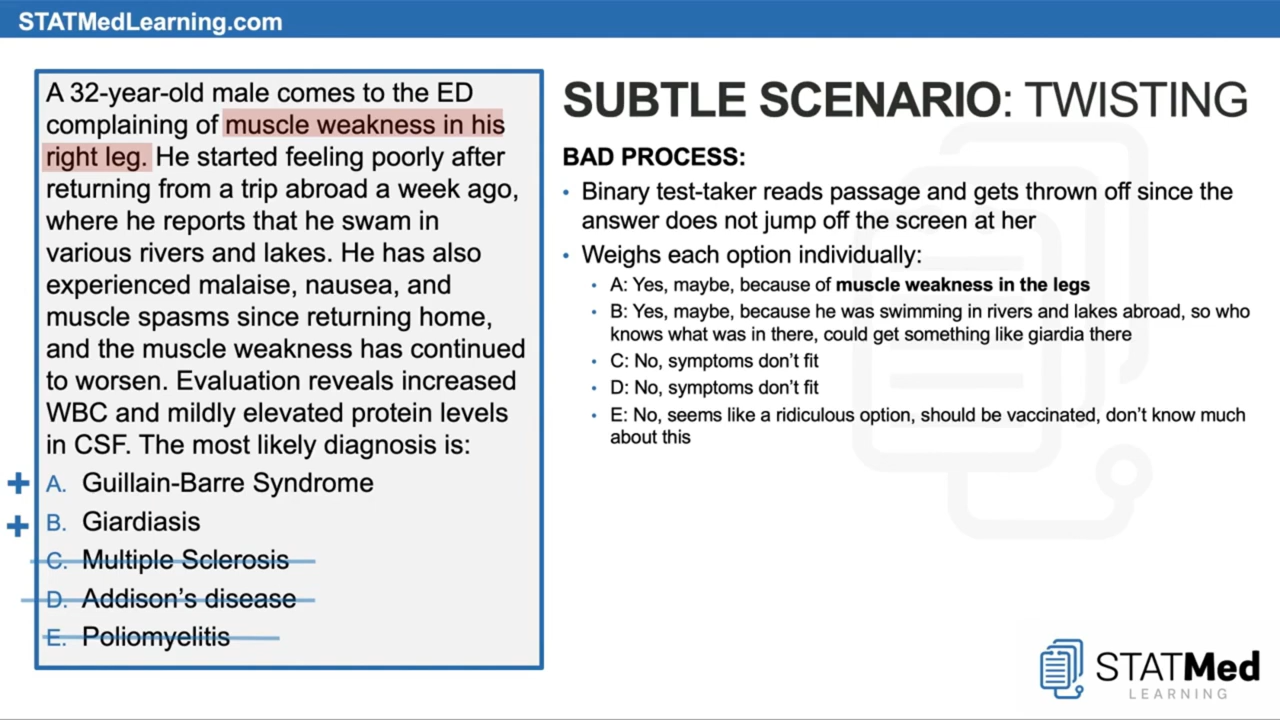 STATMedLearning.com
A 32-year-old male comes to the ED
complaining of muscle weakness in his
right leg. He started feeling poorly after
returning from a trip abroad a week ago,
where he reports that he swam in
various rivers and lakes. He has also
experienced malaise, nausea, and
muscle spasms since returning home,
and the muscle weakness has continued
to worsen. Evaluation reveals increased
WBC and mildly elevated protein levels
in CSF. The most likely diagnosis is:
+ A. Guillain-Barre Syndrome
+ B. Giardiasis
C. Multiple Sclerosis
D. Addison's disease
E. Poliomyelitis
SUBTLE SCENARIO: TWISTING
BAD PROCESS:
• Binary test-taker reads passage and gets thrown off since the
answer does not jump off the screen at her
• Weighs each option individually:
• A: Yes, maybe, because of muscle weakness in the legs
• B: Yes, maybe, because he was swimming in rivers and lakes abroad, so who
knows what was in there, could get something like giardia there
• C: No, symptoms don't fit
• D: No, symptoms don't fit
• E: No, seems like a ridiculous option, should be vaccinated, don't know much
about this
STATMed
LEARNING